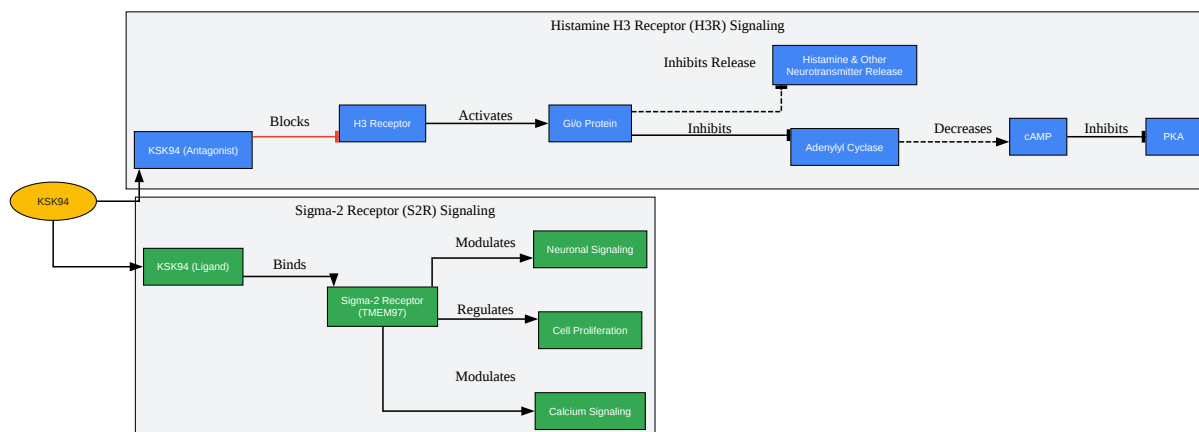 Histamine H3 Receptor (H3R) Signaling
Inhibits Release
Histamine & Other
Neurotransmitter Release
Blocks
H3 Receptor
Activates
Gi/o Protein
Inhibits
Adenylyl Cyclase
Decreases
cAMP
Inhibits
PKA
KSK94 (Antagonist)
KSK94
Sigma-2 Receptor (S2R) Signaling
KSK94 (Ligand)
Binds
Sigma-2 Receptor
(TMEM97)
Modulates
Neuronal Signaling
Regulates
Cell Proliferation
Modulates
Calcium Signaling